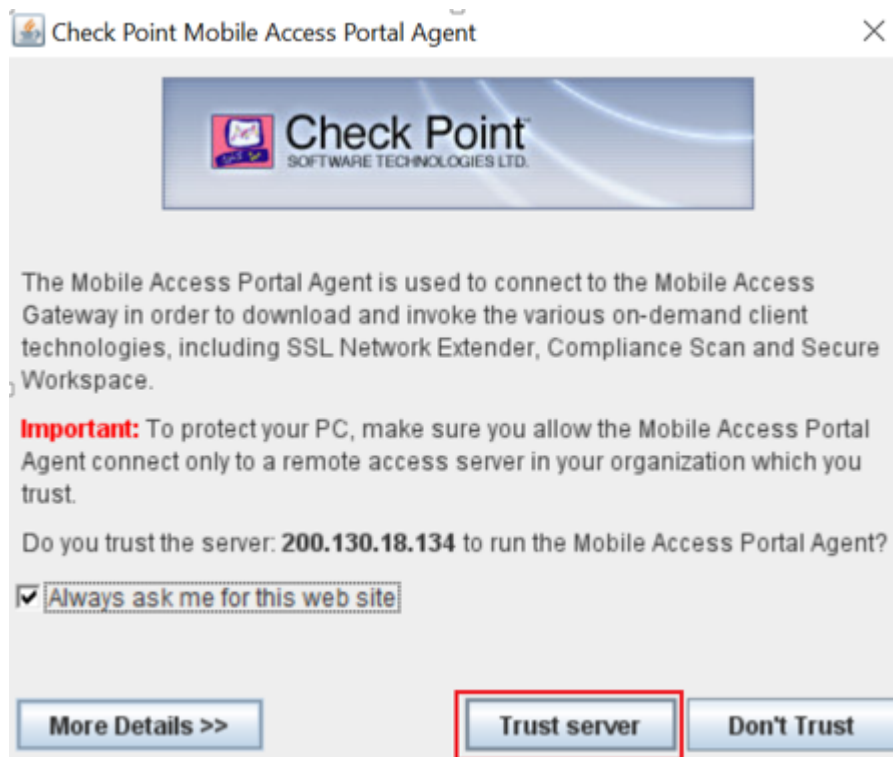 Check Point Mobile Access Portal Agent
Check Point
SOFTWARE TECHNOLOGIES LTD.
The Mobile Access Portal Agent is used to connect to the Mobile Access
Gateway in order to download and invoke the various on-demand client
technologies, including SSL Network Extender, Compliance Scan and Secure
Workspace.
Important: To protect your PC, make sure you allow the Mobile Access Portal
Agent connect only to a remote access server in your organization which you
trust.
Do you trust the server: 200.130.18.134 to run the Mobile Access Portal Agent?
Always ask me for this web site
More Details >>
Trust server
Don't Trust